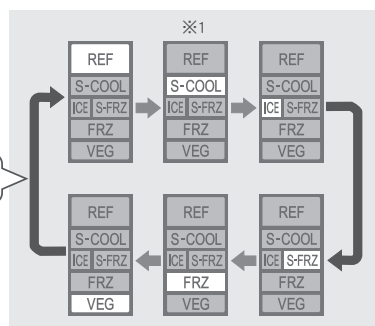 ※1
REF REF REF
S-COOL S-COOL S-COOL
ICE S-FRZ ICE S-FRZ ICE S-FRZ
FRZ FRZ FRZ
VEG VEG VEG
REF REF REF
S-COOL S-COOL S-COOL
ICE S-FRZ ICE S-FRZ ICE S-FRZ
FRZ FRZ FRZ
VEG VEG VEG